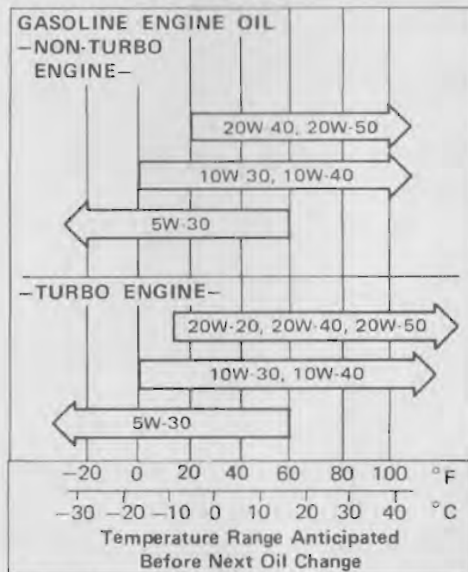 GASOLINE ENGINE OIL
–NON-TURBO
ENGINE–
20W-40, 20W-50
10W-30, 10W-40
5W-30
–TURBO ENGINE–
20W-20, 20W-40, 20W-50
10W-30, 10W-40
5W-30
–20 0 20 40 60 80 100 °F
–30 –20 –10 0 10 20 30 40 °C
Temperature Range Anticipated
Before Next Oil Change